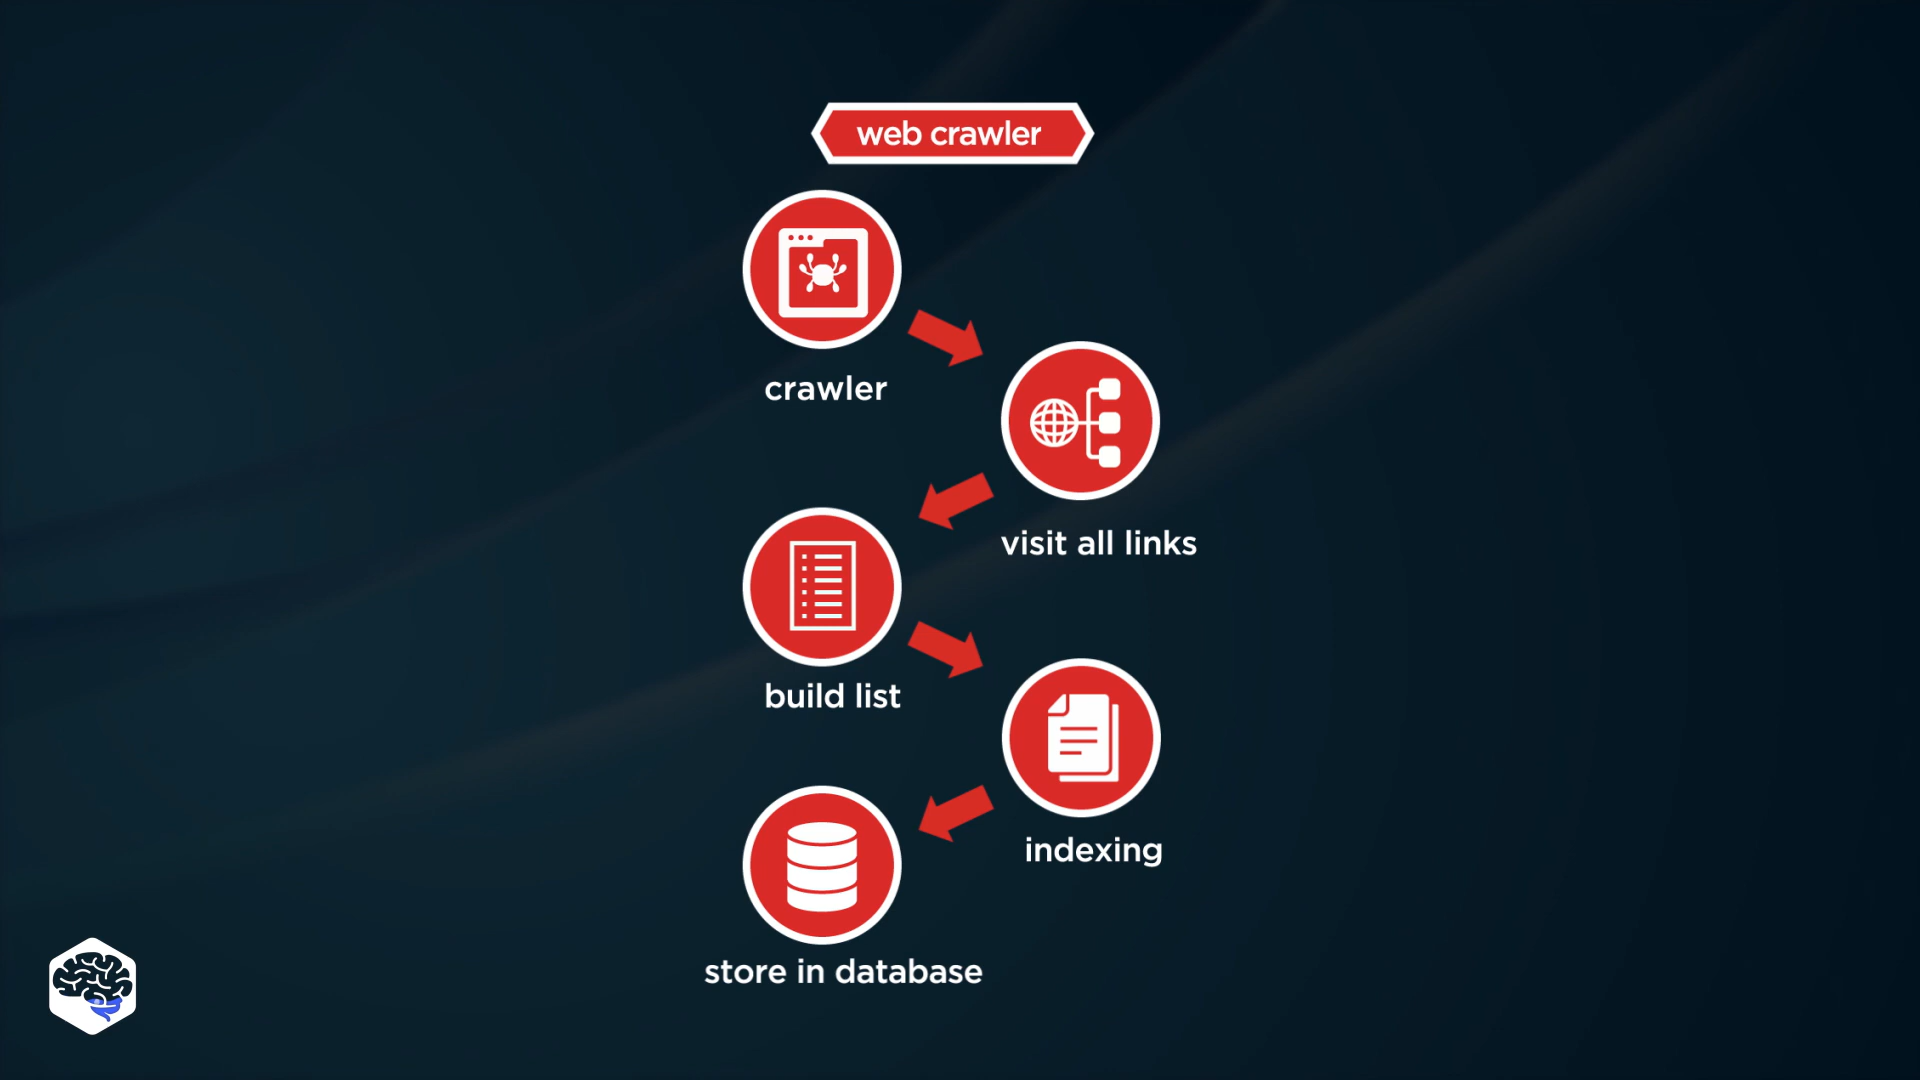 web crawler
crawler
visit all links
build list
indexing
store in database